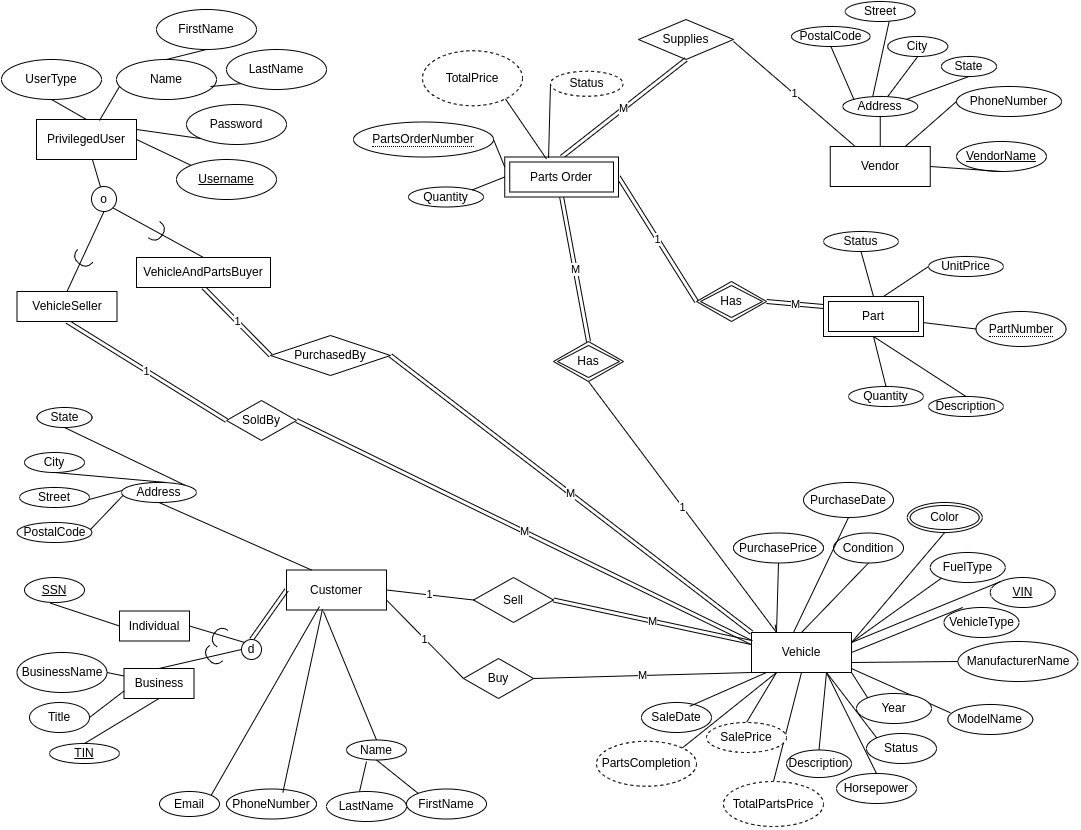 Street
FirstName
Supplies
PostalCode
City
LastName
State
UserType
Name
TotalPrice
Status
1
PhoneNumber
M
Address
Password
PrivilegedUser
PartsOrderNumber
VendorName
Vendor
Username
Parts Order
Quantity
o
Status
1
VehicleAndPartsBuyer
M
UnitPrice
VehicleSeller
Has
M
Part
PartNumber
1
PurchasedBy
Has
1
Quantity
Description
State
SoldBy
City
Address
M
PurchaseDate
Street
1
Color
PostalCode
M
PurchasePrice
Condition
FuelType
SSN
Customer
1
Sell
VIN
Individual
M
VehicleType
1
d
Vehicle
ManufacturerName
BusinessName
Business
Buy
M
Title
SaleDate
Year
ModelName
SalePrice
TIN
Name
Status
PartsCompletion
Description
Email
PhoneNumber
LastName
FirstName
TotalPartsPrice
Horsepower